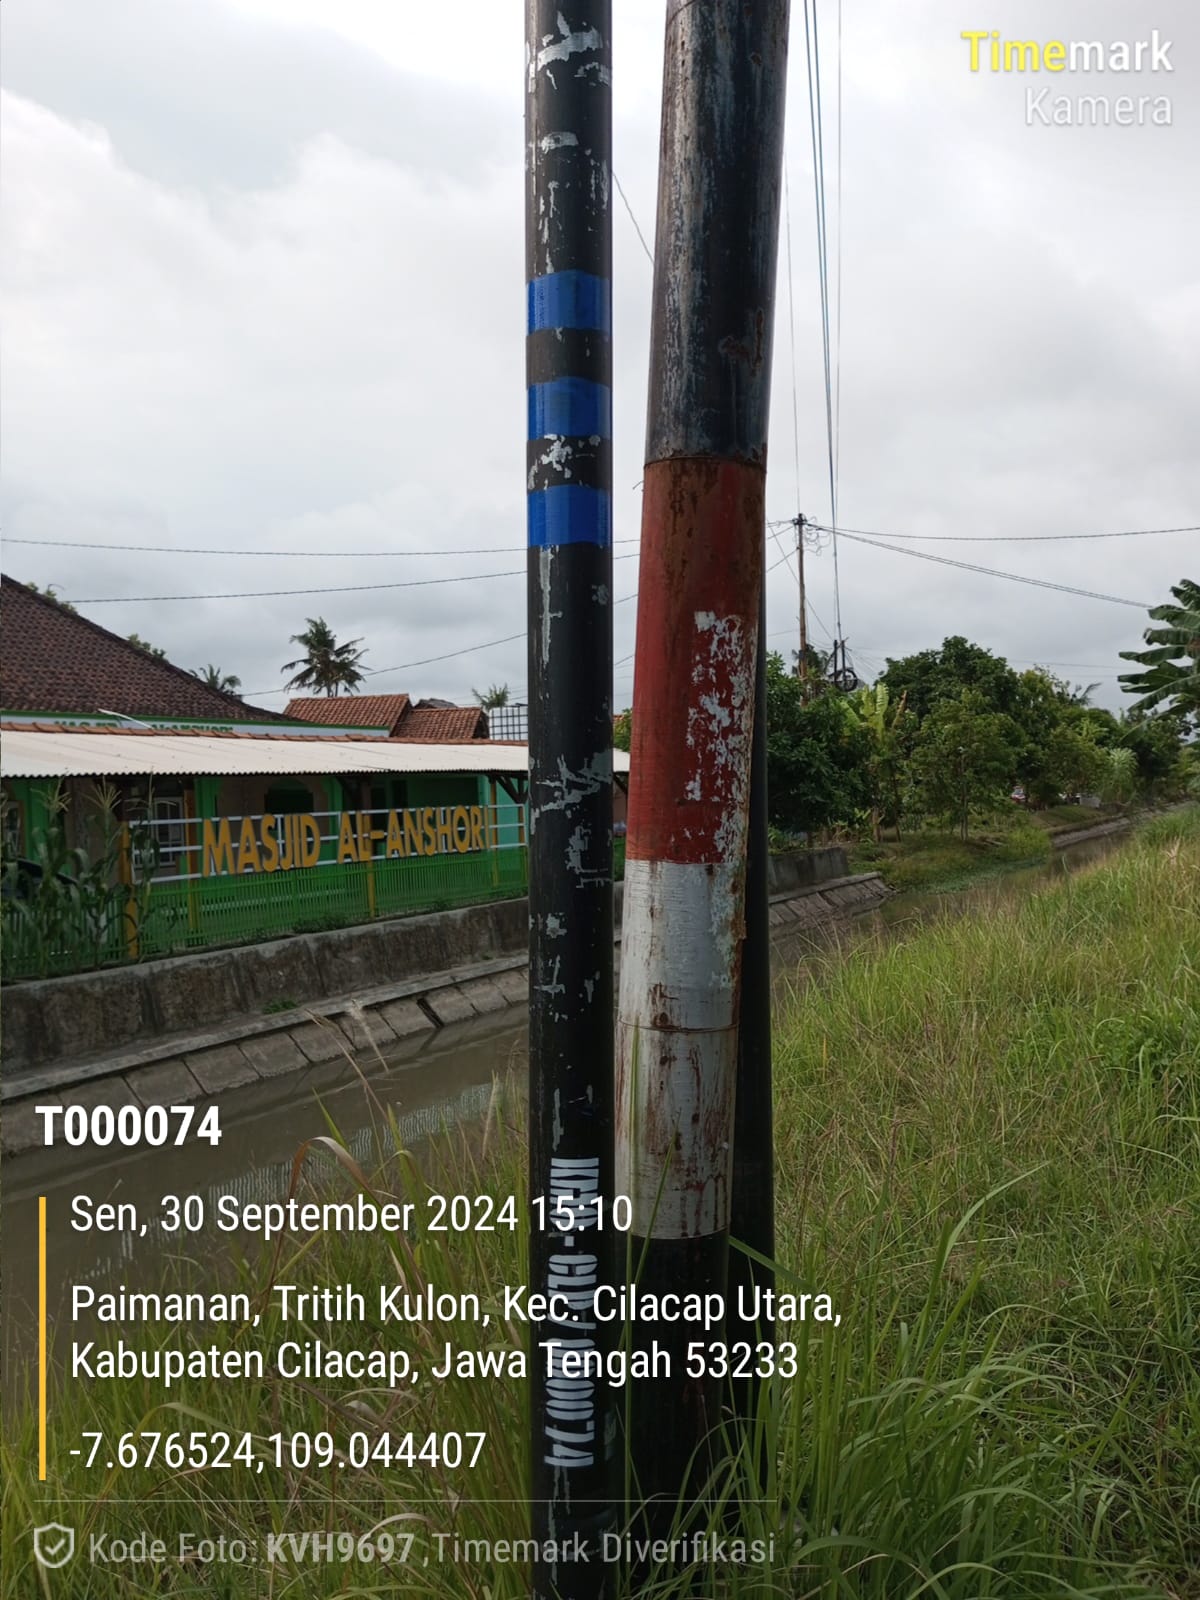 Timemark
Kamera
MASJID AL-ANSHORI
T000074
Sen, 30 September 2024 15:10
Paimanan, Tritih Kulon, Kec. Cilacap Utara,
Kabupaten Cilacap, Jawa Tengah 53233
-7.676524,109.044407
Kode Foto: KVH9697 ,Timemark Diverifikasi